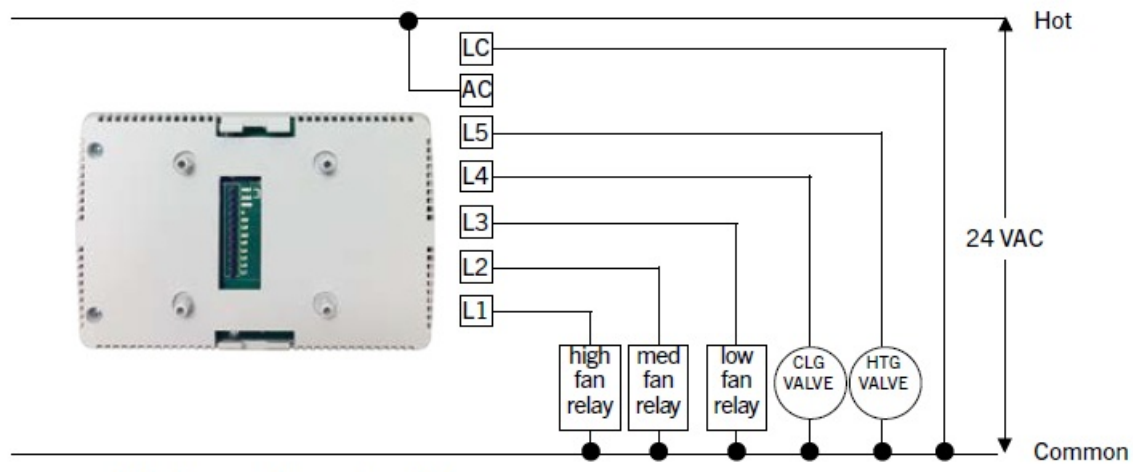 Hot
LC
AC
L5
L4
L3
24 VAC
L2
L1
high
fan
relay
med
fan
relay
low
fan
relay
CLG
VALVE
HTG
VALVE
Common